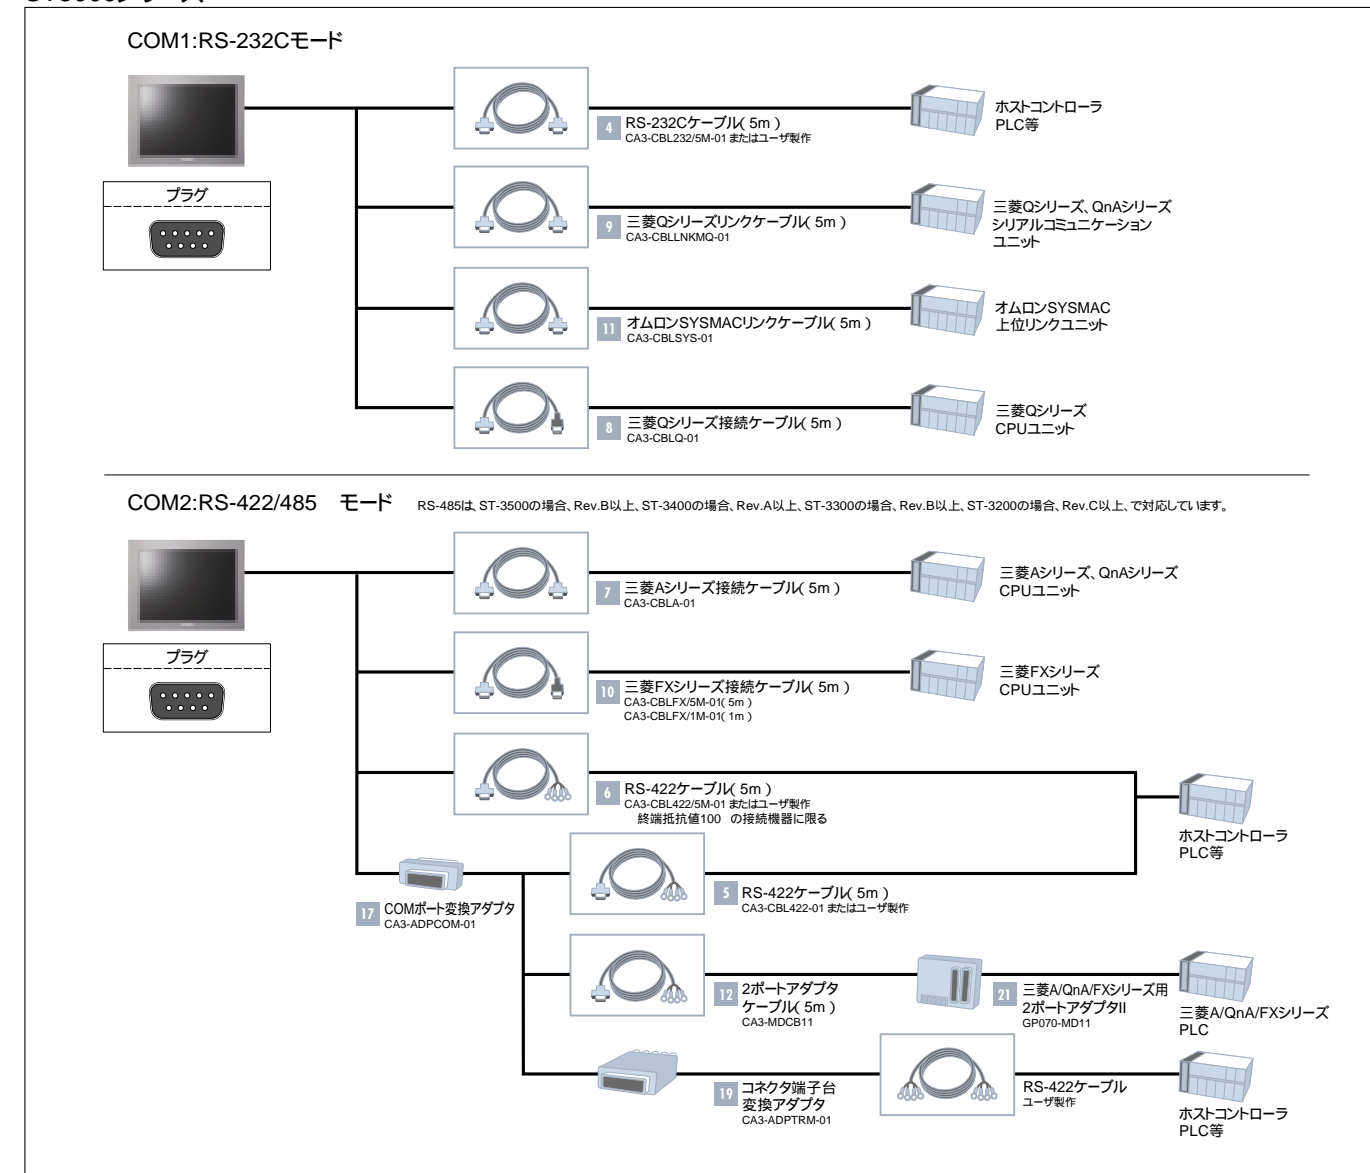 COM1:RS-232Cモード
プラグ
4 RS-232Cケーブル( 5m )
CA3-CBL232/5M-01 またはユーザ製作
ホストコントローラ
PLC等
9 三菱Qシリーズリンクケーブル( 5m )
CA3-CBLLNKMQ-01
三菱Qシリーズ、QnAシリーズ
シリアルコミュニケーション
ユニット
11 オムロンSYSMACリンクケーブル( 5m )
CA3-CBLSYS-01
オムロンSYSMAC
上位リンクユニット
8 三菱Qシリーズ接続ケーブル( 5m )
CA3-CBLQ-01
三菱Qシリーズ
CPUユニット
COM2:RS-422/485 モード
RS-485は、ST-3500の場合、Rev.B以上、ST-3400の場合、Rev.A以上、ST-3300の場合、Rev.B以上、ST-3200の場合、Rev.C以上、で対応しています。
プラグ
7 三菱Aシリーズ接続ケーブル( 5m )
CA3-CBLA-01
三菱Aシリーズ、QnAシリーズ
CPUユニット
10 三菱FXシリーズ接続ケーブル( 5m )
CA3-CBLFX/5M-01( 5m )
CA3-CBLFX/1M-01( 1m )
三菱FXシリーズ
CPUユニット
6 RS-422ケーブル( 5m )
CA3-CBL422/5M-01 またはユーザ製作
終端抵抗値100 の接続機器に限る
ホストコントローラ
PLC等
17 COMポート変換アダプタ
CA3-ADPCOM-01
5 RS-422ケーブル( 5m )
CA3-CBL422-01 またはユーザ製作
12 2ポートアダプタ
ケーブル( 5m )
CA3-MDCB11
21 三菱A/QnA/FXシリーズ用
2ポートアダプタII
GP070-MD11
三菱A/QnA/FXシリーズ
PLC
19 コネクタ端子台
変換アダプタ
CA3-ADPTRM-01
RS-422ケーブル
ユーザ製作
ホストコントローラ
PLC等